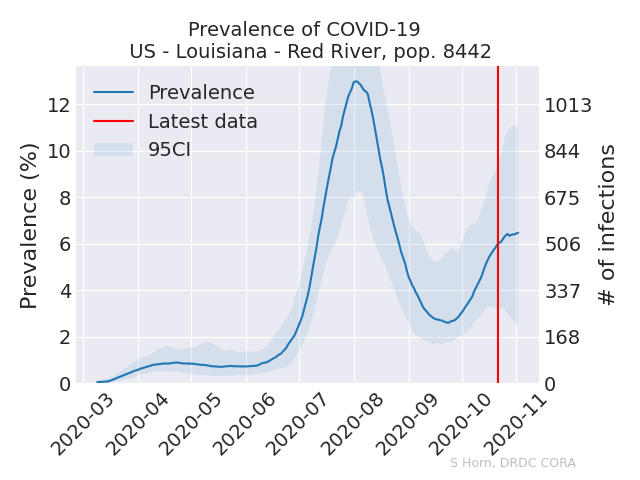 Prevalence of COVID-19
US - Louisiana - Red River, pop. 8442
Prevalence
Latest data
95CI
Prevalence (%)
12
10
8
6
4
2
0
1013
844
675
506
337
168
0
# of infections
2020-03
2020-04
2020-05
2020-06
2020-07
2020-08
2020-09
2020-10
2020-11
S Horn, DRDC CORA